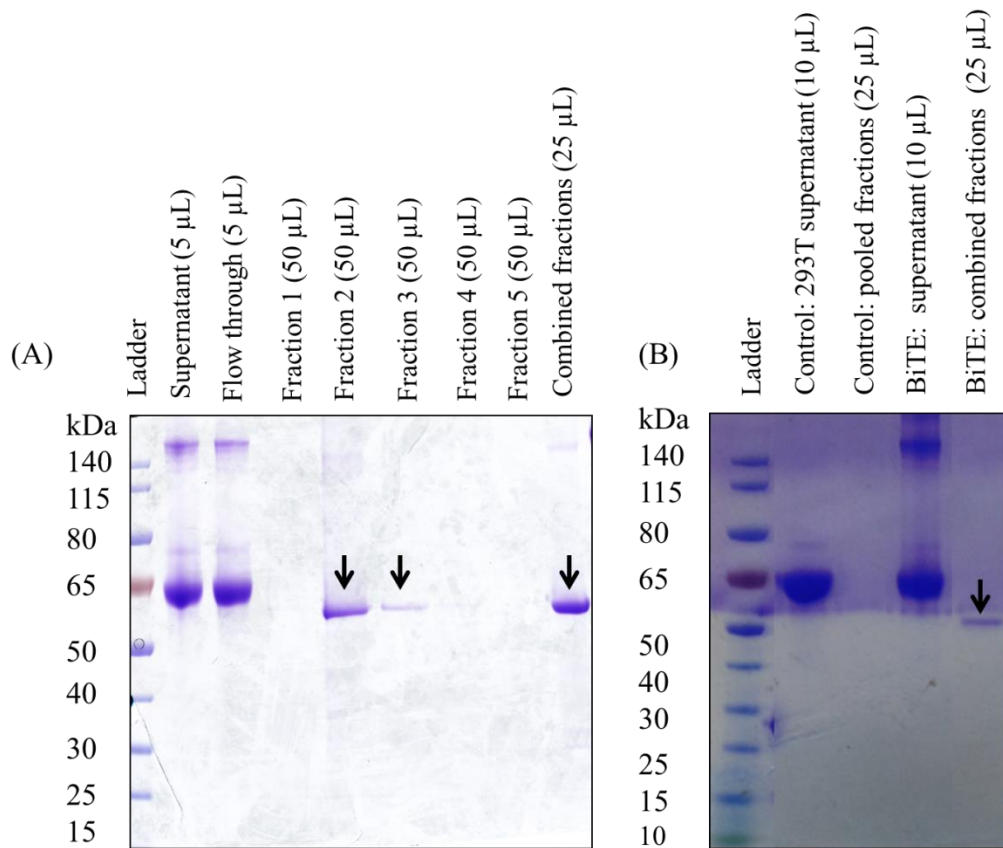 (A)
Ladder
Supernatant (5 µL)
Flow through (5 µL)
Fraction 1 (50 µL)
Fraction 2 (50 µL)
Fraction 3 (50 µL)
Fraction 4 (50 µL)
Fraction 5 (50 µL)
Combined fractions (25 µL)
kDa
140
115
80
65
50
40
30
25
15
(B)
Ladder
Control: 293T supernatant (10 µL)
Control: pooled fractions (25 µL)
BiTE: supernatant (10 µL)
BiTE: combined fractions (25 µL)
kDa
140
115
80
65
50
40
30
25
15
10